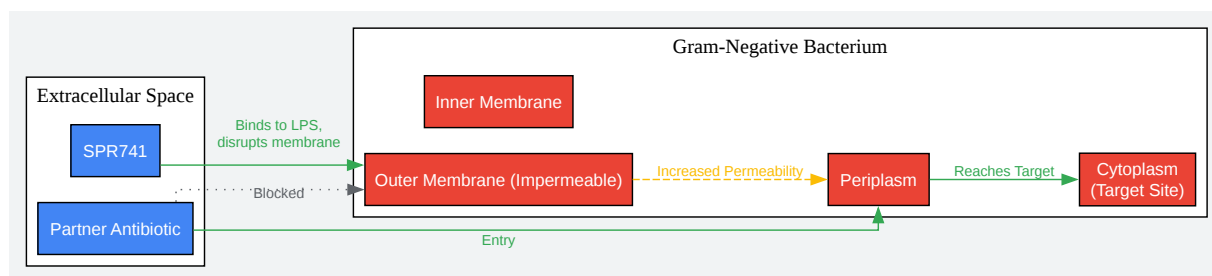 Gram-Negative Bacterium
Extracellular Space
Inner Membrane
Binds to LPS,
disrupts membrane
SPR741
Outer Membrane (Impermeable)
Increased Permeability
Periplasm
Reaches Target
Cytoplasm
(Target Site)
Blocked
Partner Antibiotic
Entry